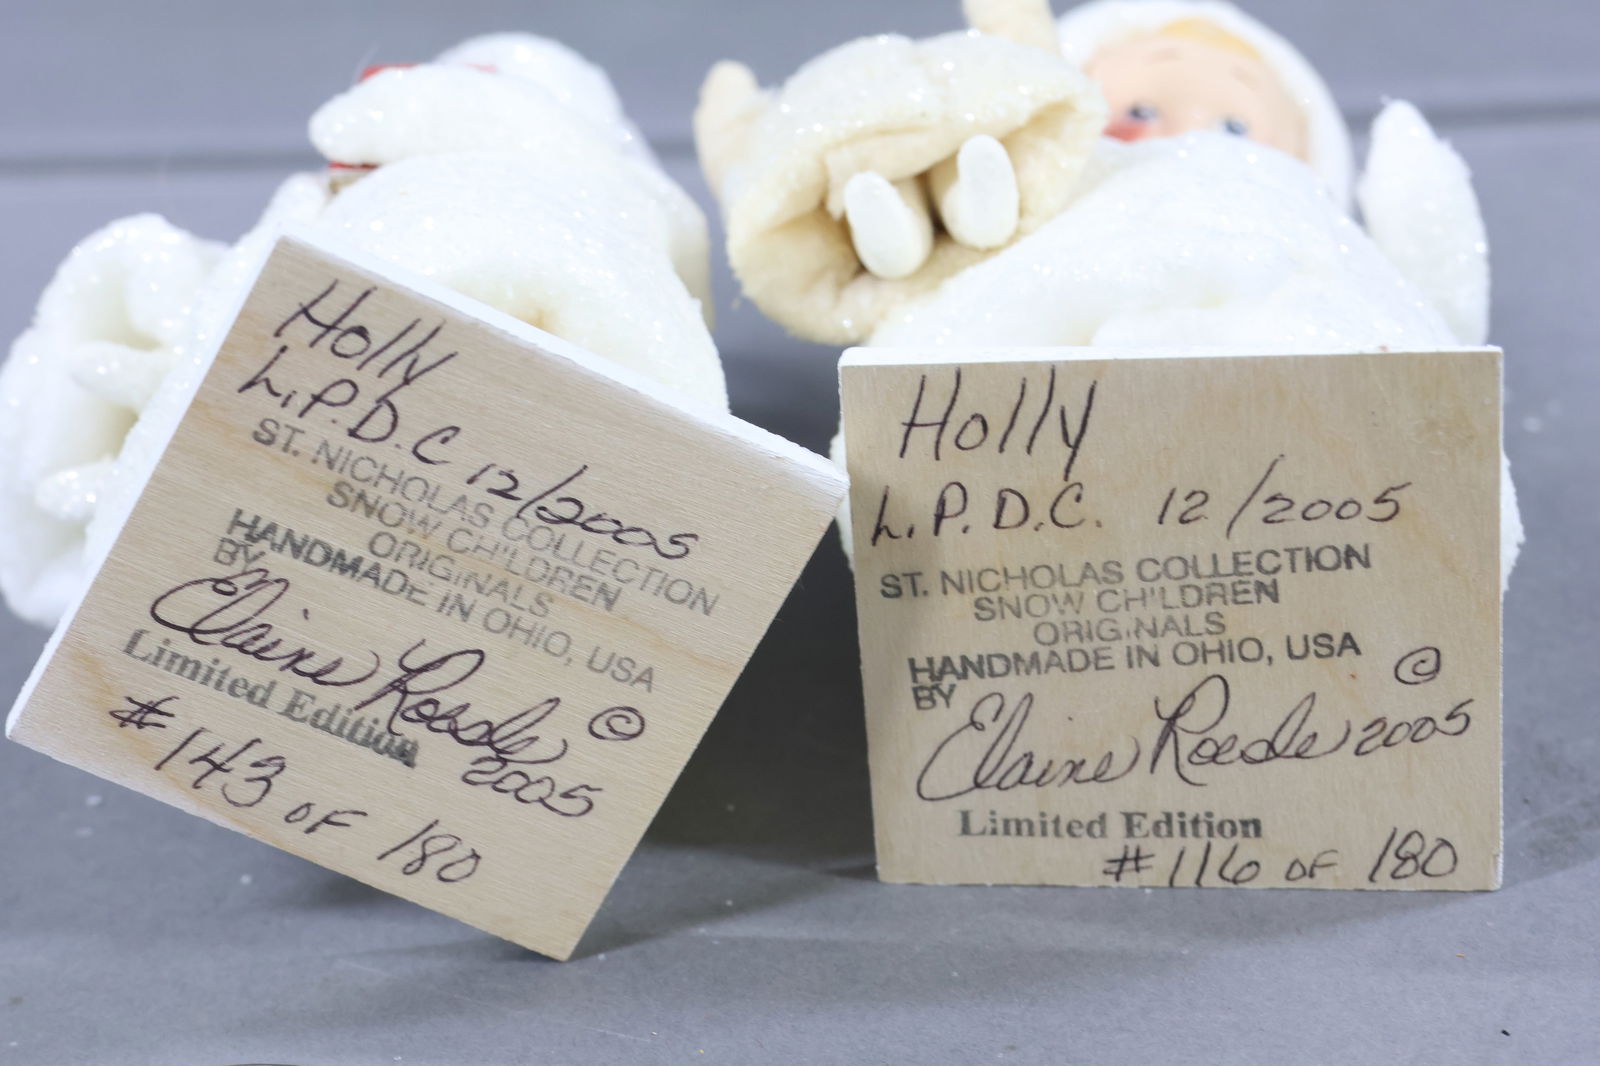 Holly
L.P.D.C 12/2005
ST. NICHOLAS COLLECTION
SNOW CHILDREN
ORIGINALS
HANDMADE IN OHIO, USA
BY
Elaine Roede ©
2005
Limited Edition
#143 OF 180
Holly
L.P.D.C. 12/2005
ST. NICHOLAS COLLECTION
SNOW CHILDREN
ORIGINALS
HANDMADE IN OHIO, USA
BY ©
Elaine Roede 2005
Limited Edition
#116 OF 180